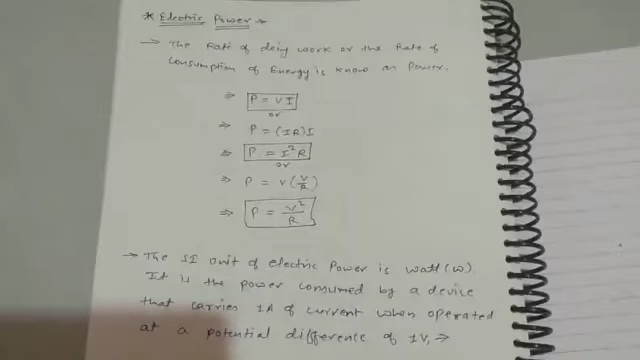 * Electric Power *
→ The Rate of doing work or the Rate of
Consumption of Energy is know as Power.
⇒ P = VI
or
⇒ P = (IR)I
⇒ P = I²R
or
⇒ P = V(V/R)
⇒ P = V²/R
→ The SI Unit of electric Power is watt (W).
It is the power consumed by a device
that carries 1A of current when operated
at a potential difference of 1V, ⇒